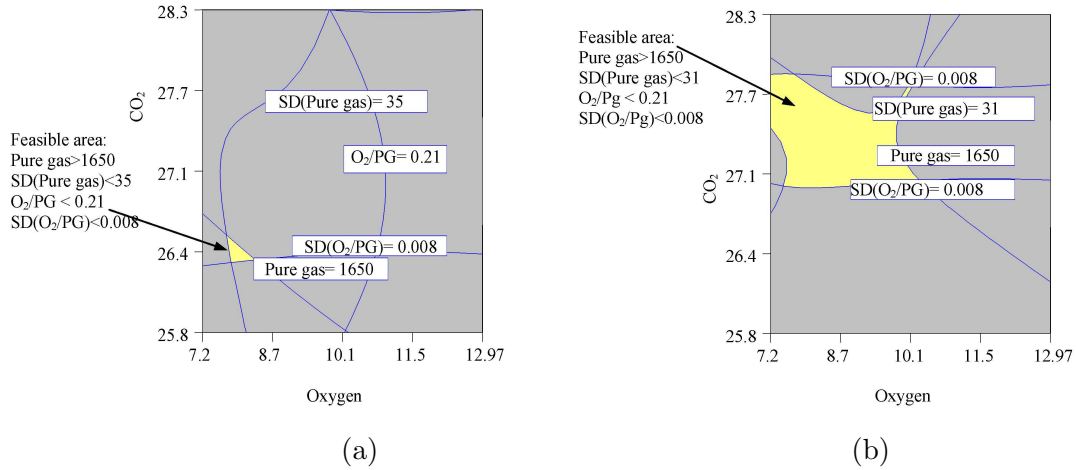 28.3
27.7
27.1
26.4
25.8
CO₂
7.2
8.7
10.1
11.5
12.97
Oxygen
SD(Pure gas)= 35
O₂/PG= 0.21
SD(O₂/PG)= 0.008
Pure gas= 1650
Feasible area:
Pure gas>1650
SD(Pure gas)<35
O₂/PG < 0.21
SD(O₂/PG)<0.008
(a)
28.3
27.7
27.1
26.4
25.8
CO₂
7.2
8.7
10.1
11.5
12.97
Oxygen
SD(O₂/PG)= 0.008
SD(Pure gas)= 31
Pure gas= 1650
SD(O₂/PG)= 0.008
Feasible area:
Pure gas>1650
SD(Pure gas)<31
O₂/Pg < 0.21
SD(O₂/Pg)<0.008
(b)